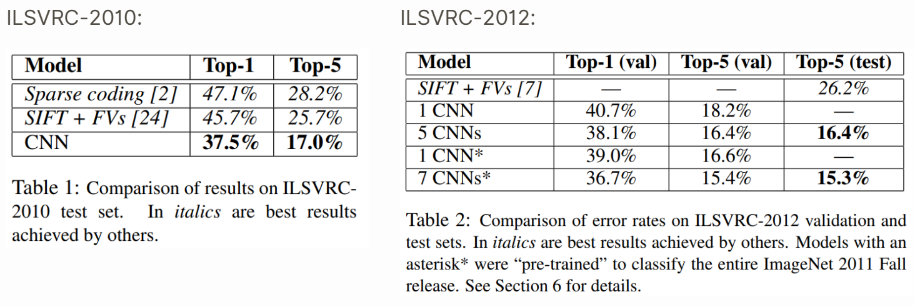 ILSVRC-2010:
Model Top-1 Top-5
Sparse coding [2] 47.1% 28.2%
SIFT + FVs [24] 45.7% 25.7%
CNN 37.5% 17.0%
Table 1: Comparison of results on ILSVRC-
2010 test set. In italics are best results
achieved by others.
ILSVRC-2012:
Model Top-1 (val) Top-5 (val) Top-5 (test)
SIFT + FVs [7] — — 26.2%
1 CNN 40.7% 18.2% —
5 CNNs 38.1% 16.4% 16.4%
1 CNN* 39.0% 16.6% —
7 CNNs* 36.7% 15.4% 15.3%
Table 2: Comparison of error rates on ILSVRC-2012 validation and
test sets. In italics are best results achieved by others. Models with an
asterisk* were “pre-trained” to classify the entire ImageNet 2011 Fall
release. See Section 6 for details.